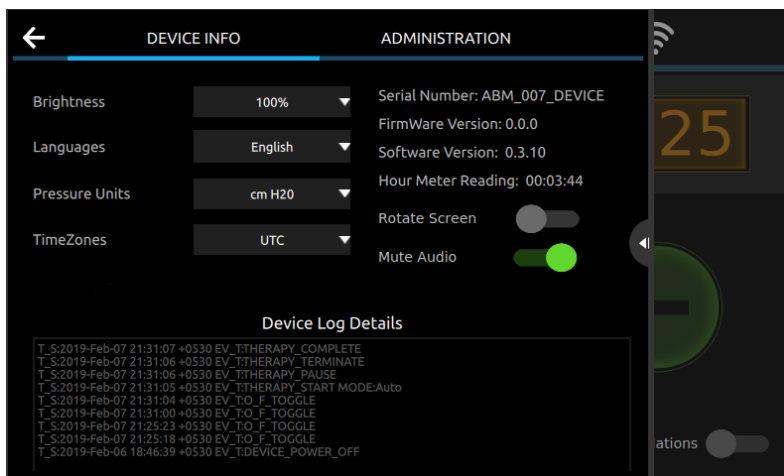 DEVICE INFO
ADMINISTRATION
Brightness
100%
Languages
English
Pressure Units
cm H20
TimeZones
UTC
Serial Number: ABM_007_DEVICE
FirmWare Version: 0.0.0
Software Version: 0.3.10
Hour Meter Reading: 00:03:44
Rotate Screen
Mute Audio
25
Device Log Details
T_S:2019-Feb-07 21:31:07 +0530 EV_T:THERAPY_COMPLETE
T_S:2019-Feb-07 21:31:06 +0530 EV_T:THERAPY_TERMINATE
T_S:2019-Feb-07 21:31:06 +0530 EV_T:THERAPY_PAUSE
T_S:2019-Feb-07 21:31:05 +0530 EV_T:THERAPY_START MODE:Auto
T_S:2019-Feb-07 21:31:04 +0530 EV_T:O_F_TOGGLE
T_S:2019-Feb-07 21:31:00 +0530 EV_T:O_F_TOGGLE
T_S:2019-Feb-07 21:25:23 +0530 EV_T:O_F_TOGGLE
T_S:2019-Feb-07 21:25:18 +0530 EV_T:O_F_TOGGLE
T_S:2019-Feb-06 18:46:39 +0530 EV_T:DEVICE_POWER_OFF
ations